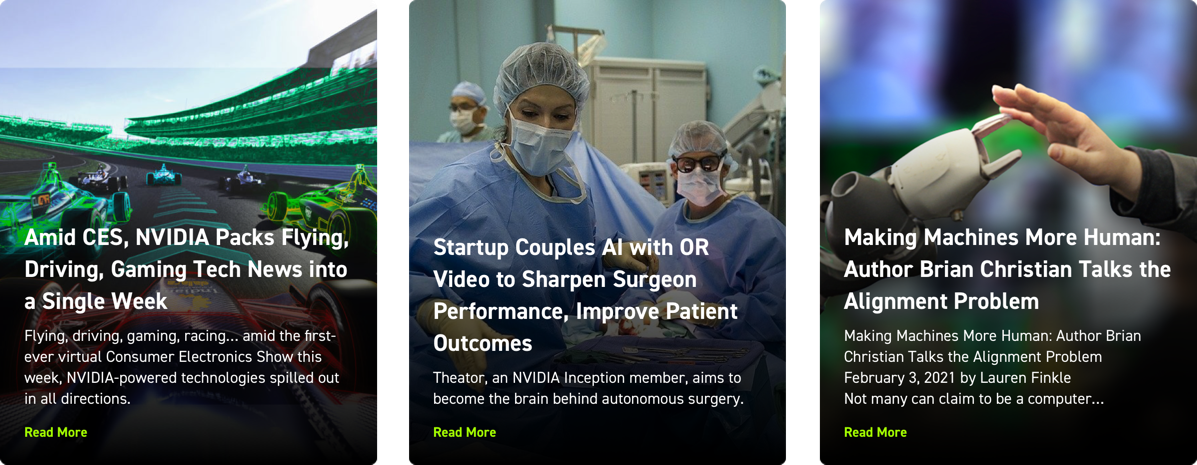 Amid CES, NVIDIA Packs Flying,
Driving, Gaming Tech News into
a Single Week
Flying, driving, gaming, racing… amid the first-
ever virtual Consumer Electronics Show this
week, NVIDIA-powered technologies spilled out
in all directions.
Read More
Startup Couples AI with OR
Video to Sharpen Surgeon
Performance, Improve Patient
Outcomes
Theator, an NVIDIA Inception member, aims to
become the brain behind autonomous surgery.
Read More
Making Machines More Human:
Author Brian Christian Talks the
Alignment Problem
Making Machines More Human: Author Brian
Christian Talks the Alignment Problem
February 3, 2021 by Lauren Finkle
Not many can claim to be a computer…
Read More